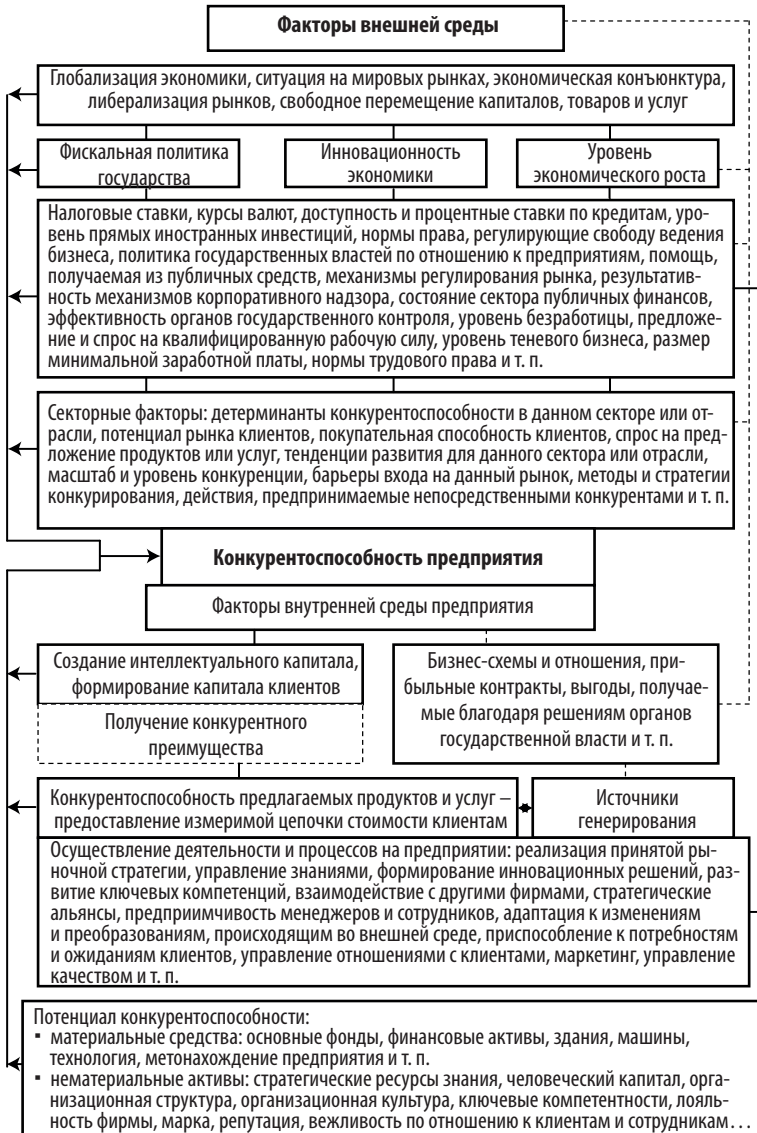 Факторы внешней среды
Глобализация экономики, ситуация на мировых рынках, экономическая конъюнктура,
либерализация рынков, свободное перемещение капиталов, товаров и услуг
Фискальная политика
государства
Инновационность
экономики
Уровень
экономического роста
Налоговые ставки, курсы валют, доступность и процентные ставки по кредитам, уро-
вень прямых иностранных инвестиций, нормы права, регулирующие свободу ведения
бизнеса, политика государственных властей по отношению к предприятиям, помощь,
получаемая из публичных средств, механизмы регулирования рынка, результатив-
ность механизмов корпоративного надзора, состояние сектора публичных финансов,
эффективность органов государственного контроля, уровень безработицы, предложе-
ние и спрос на квалифицированную рабочую силу, уровень теневого бизнеса, размер
минимальной заработной платы, нормы трудового права и т. п.
Секторные факторы: детерминанты конкурентоспособности в данном секторе или от-
расли, потенциал рынка клиентов, покупательная способность клиентов, спрос на пред-
ложение продуктов или услуг, тенденции развития для данного сектора или отрасли,
масштаб и уровень конкуренции, барьеры входа на данный рынок, методы и стратегии
конкурирования, действия, предпринимаемые непосредственными конкурентами и т. п.
Конкурентоспособность предприятия
Факторы внутренней среды предприятия
Создание интеллектуального капитала,
формирование капитала клиентов
Получение конкурентного
преимущества
Бизнес-схемы и отношения, при-
быльные контракты, выгоды, получае-
мые благодаря решениям органов
государственной власти и т. п.
Конкурентоспособность предлагаемых продуктов и услуг –
предоставление измеримой цепочки стоимости клиентам
Источники
генерирования
Осуществление деятельности и процессов на предприятии: реализация принятой ры-
ночной стратегии, управление знаниями, формирование инновационных решений, раз-
витие ключевых компетенций, взаимодействие с другими фирмами, стратегические
альянсы, предприимчивость менеджеров и сотрудников, адаптация к изменениям
и преобразованиям, происходящим во внешней среде, приспособление к потребностям
и ожиданиям клиентов, управление отношениями с клиентами, маркетинг, управление
качеством и т. п.
Потенциал конкурентоспособности:
▪ материальные средства: основные фонды, финансовые активы, здания, машины,
технология, метонахождение предприятия и т. п.
▪ нематериальные активы: стратегические ресурсы знания, человеческий капитал, орга-
низационная структура, организационная культура, ключевые компетентности, лояль-
ность фирмы, марка, репутация, вежливость по отношению к клиентам и сотрудникам…